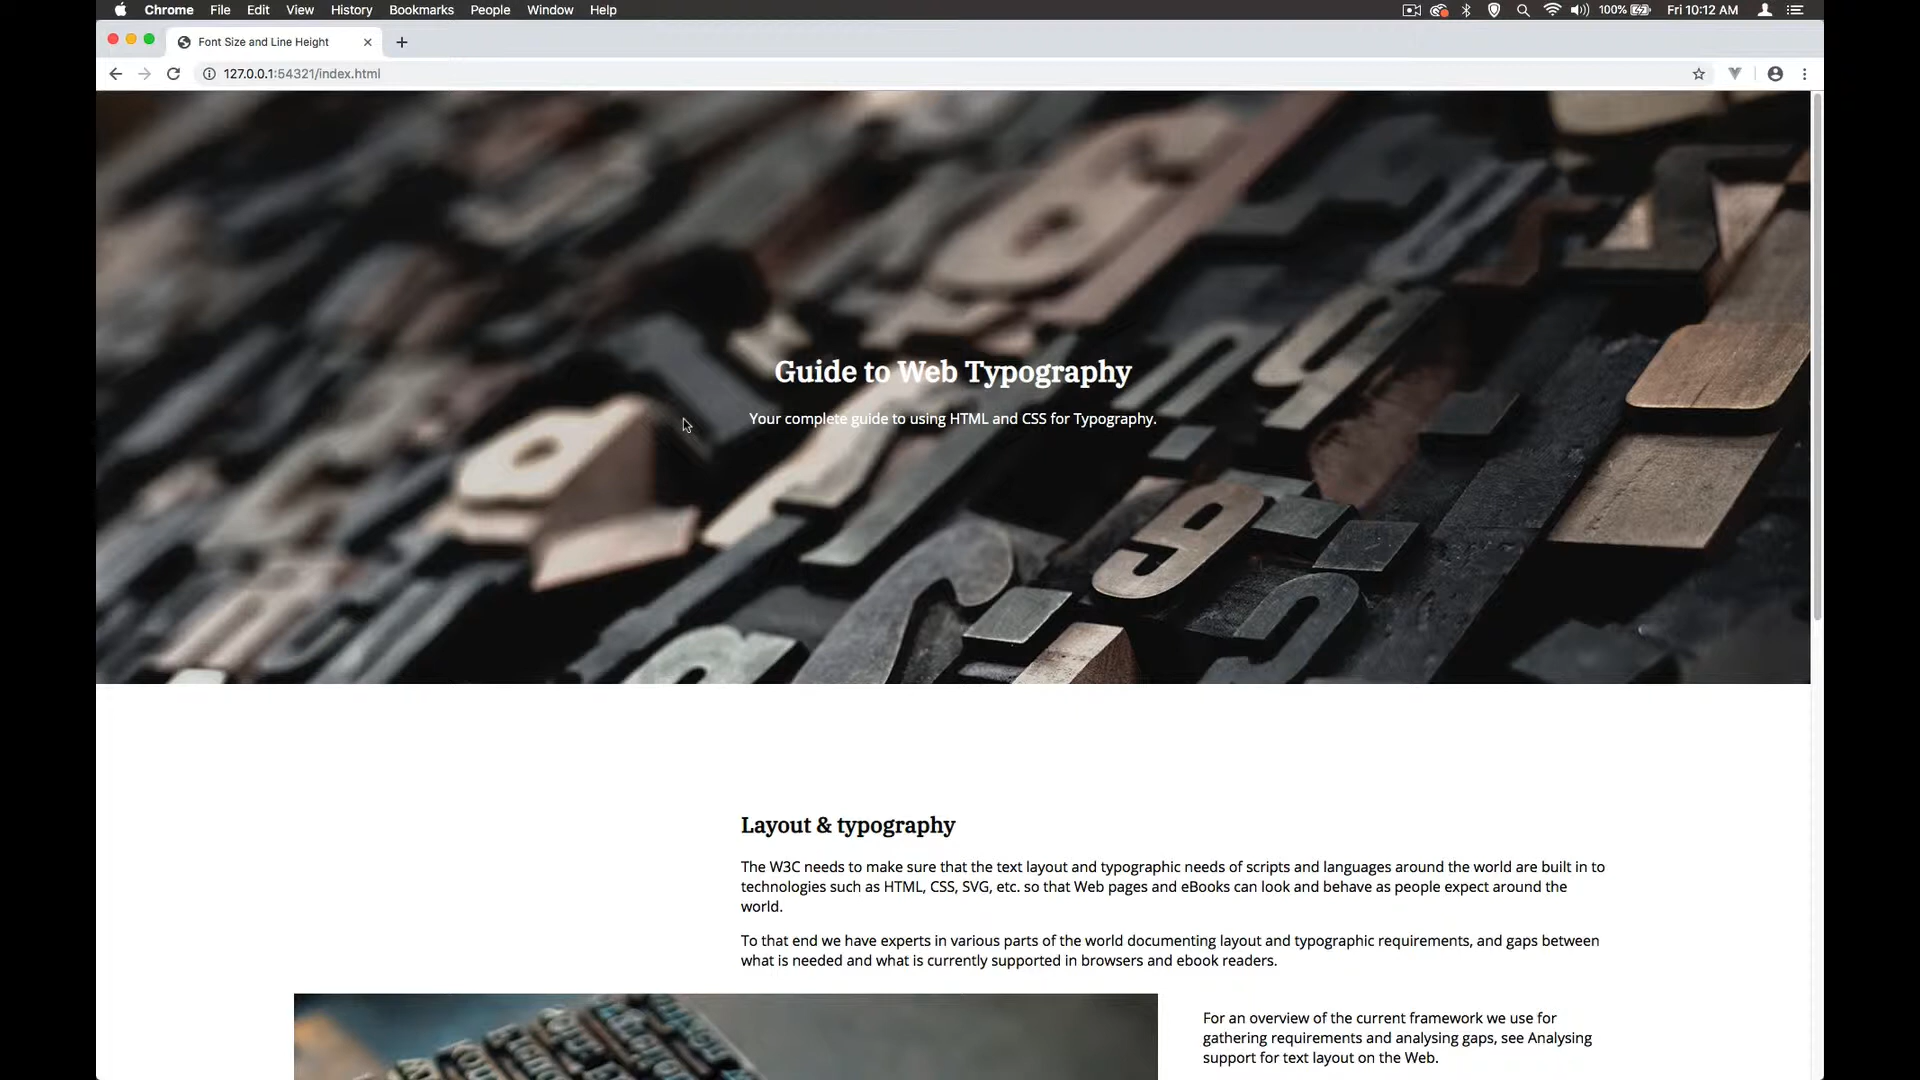 Chrome File Edit View History Bookmarks People Window Help 100% Fri 10:12 AM
Font Size and Line Height
127.0.0.1:54321/index.html
Guide to Web Typography
Your complete guide to using HTML and CSS for Typography.
Layout & typography
The W3C needs to make sure that the text layout and typographic needs of scripts and languages around the world are built in to
technologies such as HTML, CSS, SVG, etc. so that Web pages and eBooks can look and behave as people expect around the
world.
To that end we have experts in various parts of the world documenting layout and typographic requirements, and gaps between
what is needed and what is currently supported in browsers and ebook readers.
For an overview of the current framework we use for
gathering requirements and analysing gaps, see Analysing
support for text layout on the Web.